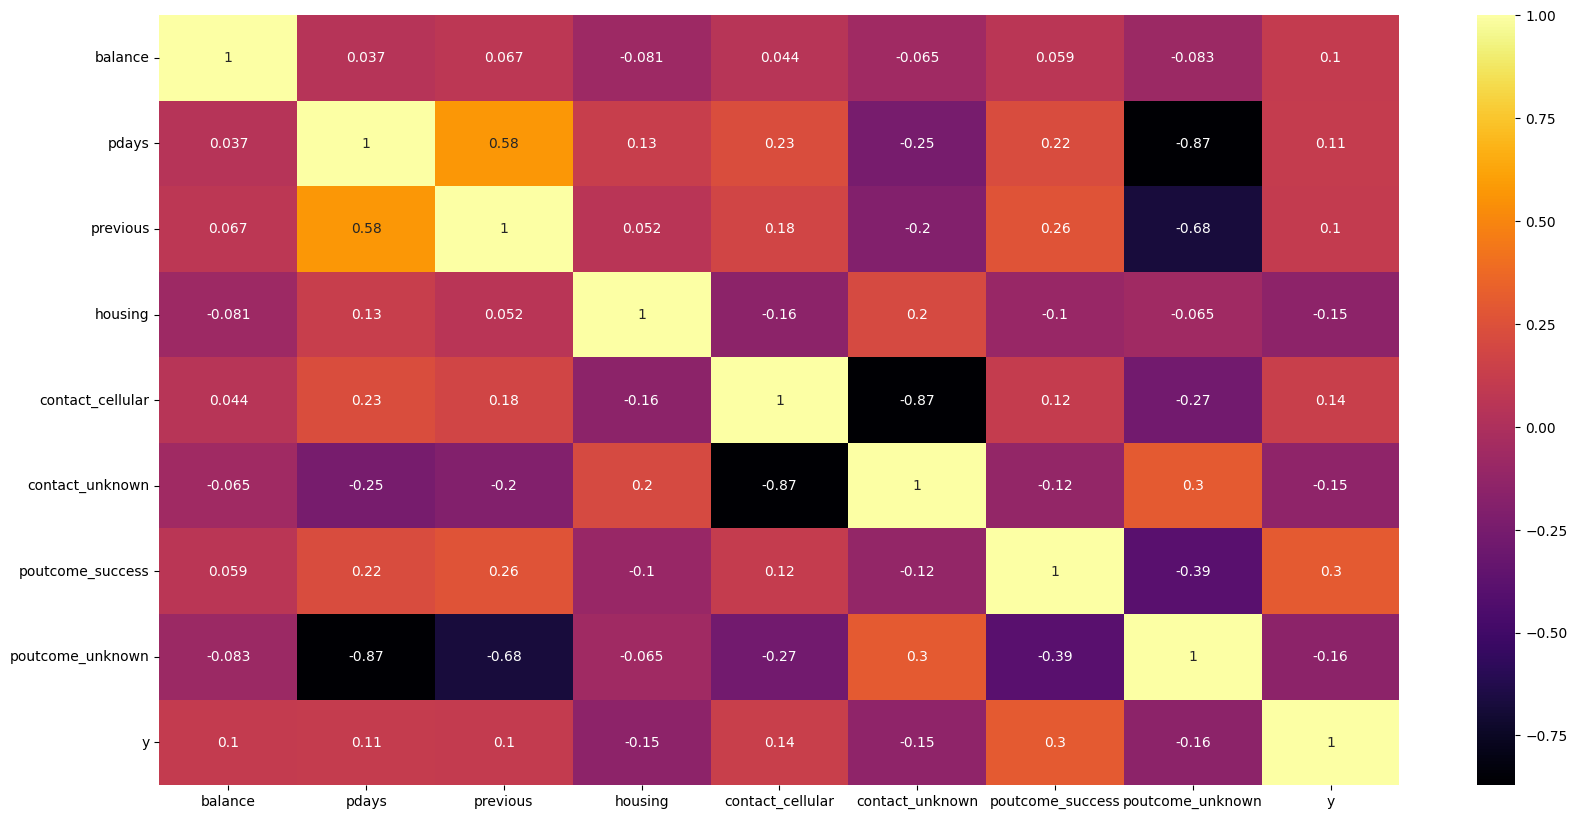 balance 1 0.037 0.067 -0.081 0.044 -0.065 0.059 -0.083 0.1
pdays 0.037 1 0.58 0.13 0.23 -0.25 0.22 -0.87 0.11
previous 0.067 0.58 1 0.052 0.18 -0.2 0.26 -0.68 0.1
housing -0.081 0.13 0.052 1 -0.16 0.2 -0.1 -0.065 -0.15
contact_cellular 0.044 0.23 0.18 -0.16 1 -0.87 0.12 -0.27 0.14
contact_unknown -0.065 -0.25 -0.2 0.2 -0.87 1 -0.12 0.3 -0.15
poutcome_success 0.059 0.22 0.26 -0.1 0.12 -0.12 1 -0.39 0.3
poutcome_unknown -0.083 -0.87 -0.68 -0.065 -0.27 0.3 -0.39 1 -0.16
y 0.1 0.11 0.1 -0.15 0.14 -0.15 0.3 -0.16 1
balance pdays previous housing contact_cellular contact_unknown poutcome_success poutcome_unknown y
1.00
0.75
0.50
0.25
0.00
−0.25
−0.50
−0.75